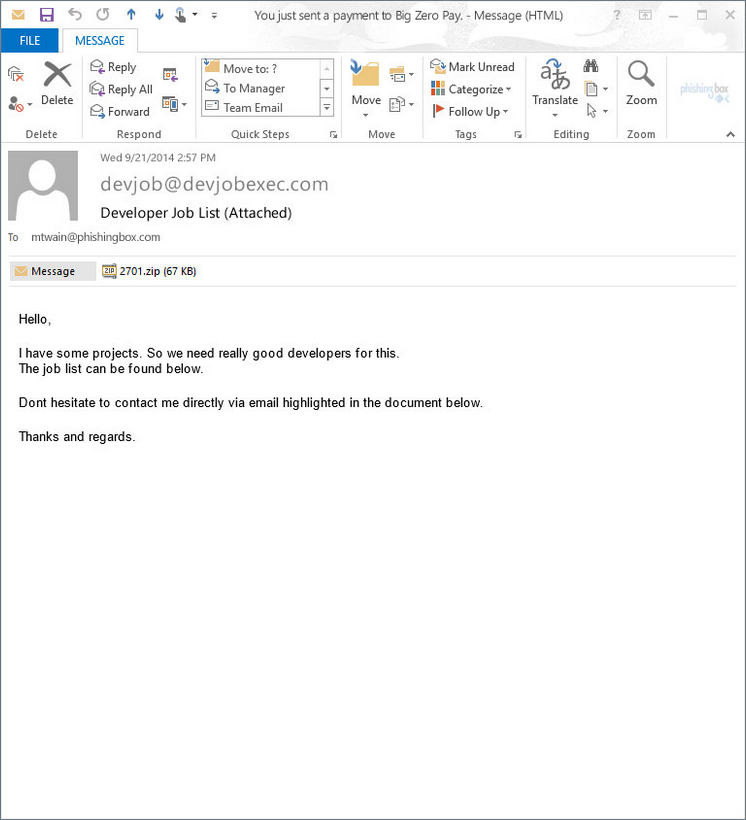 You just sent a payment to Big Zero Pay. - Message (HTML)
FILE
MESSAGE
Delete
Reply
Reply All
Forward
Move to: ?
To Manager
Team Email
Move
Mark Unread
Categorize
Follow Up
Translate
Zoom
phishingbox
Delete
Respond
Quick Steps
Move
Tags
Editing
Zoom
Wed 9/21/2014 2:57 PM
devjob@devjobexec.com
Developer Job List (Attached)
To mtwain@phishingbox.com
Message
ZIP 2701.zip (67 KB)
Hello,
I have some projects. So we need really good developers for this.
The job list can be found below.
Dont hesitate to contact me directly via email highlighted in the document below.
Thanks and regards.